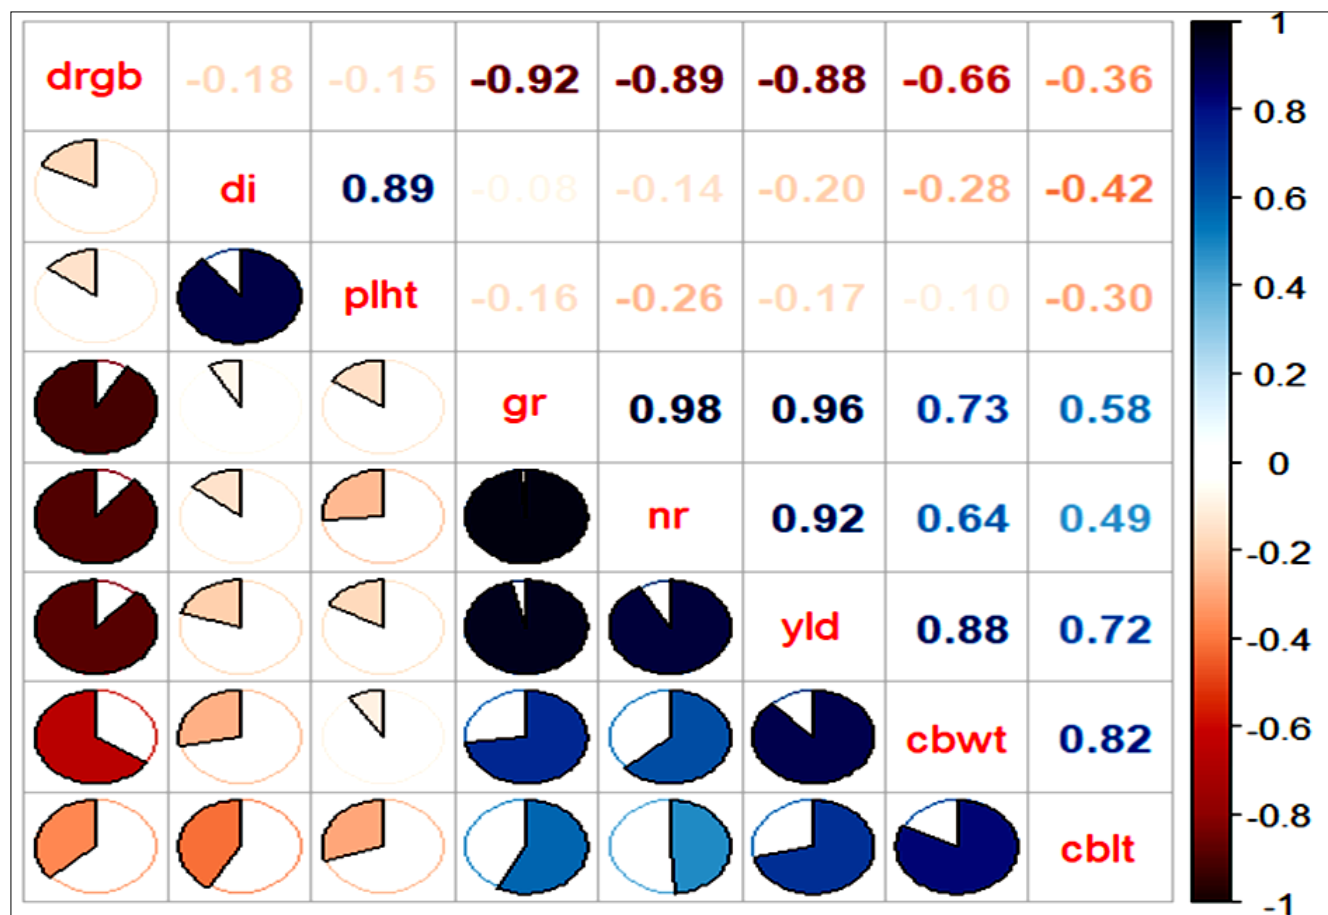 drgb -0.18 -0.15 -0.92 -0.89 -0.88 -0.66 -0.36
di 0.89 -0.08 -0.14 -0.20 -0.28 -0.42
plht -0.16 -0.26 -0.17 -0.10 -0.30
gr 0.98 0.96 0.73 0.58
nr 0.92 0.64 0.49
yld 0.88 0.72
cbwt 0.82
cblt
1
0.8
0.6
0.4
0.2
0
-0.2
-0.4
-0.6
-0.8
-1